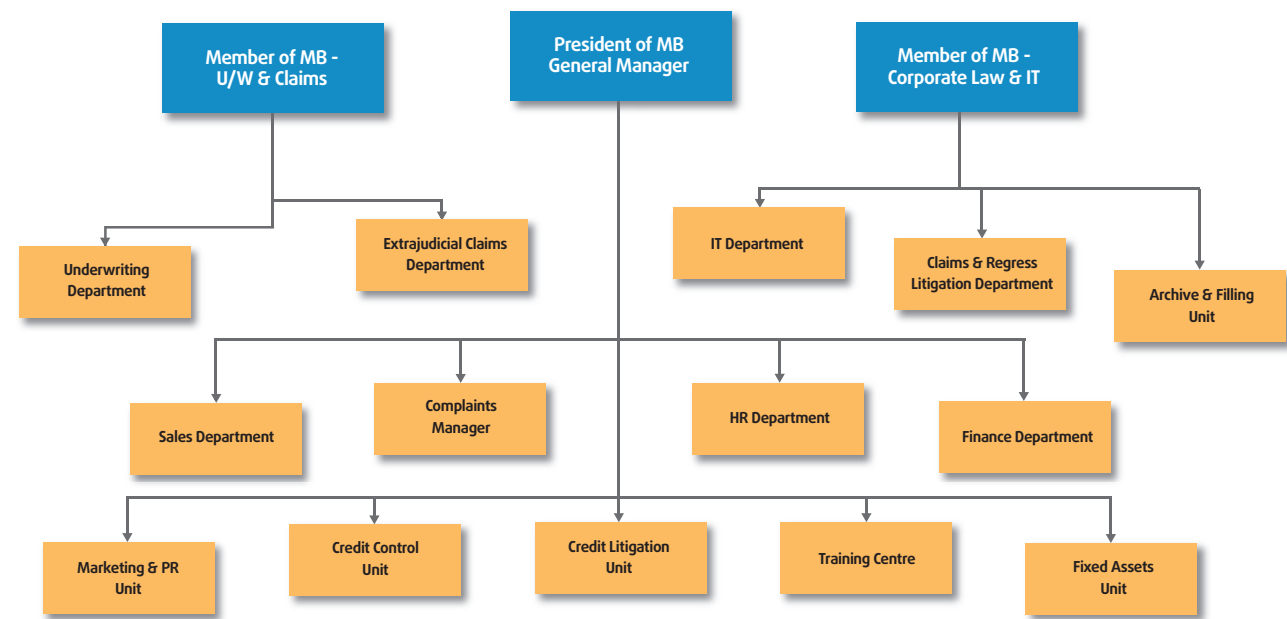 Member of MB -
U/W & Claims
President of MB
General Manager
Member of MB -
Corporate Law & IT
Underwriting
Department
Extrajudicial Claims
Department
IT Department
Claims & Regress
Litigation Department
Archive & Filling
Unit
Sales Department
Complaints
Manager
HR Department
Finance Department
Marketing & PR
Unit
Credit Control
Unit
Credit Litigation
Unit
Training Centre
Fixed Assets
Unit